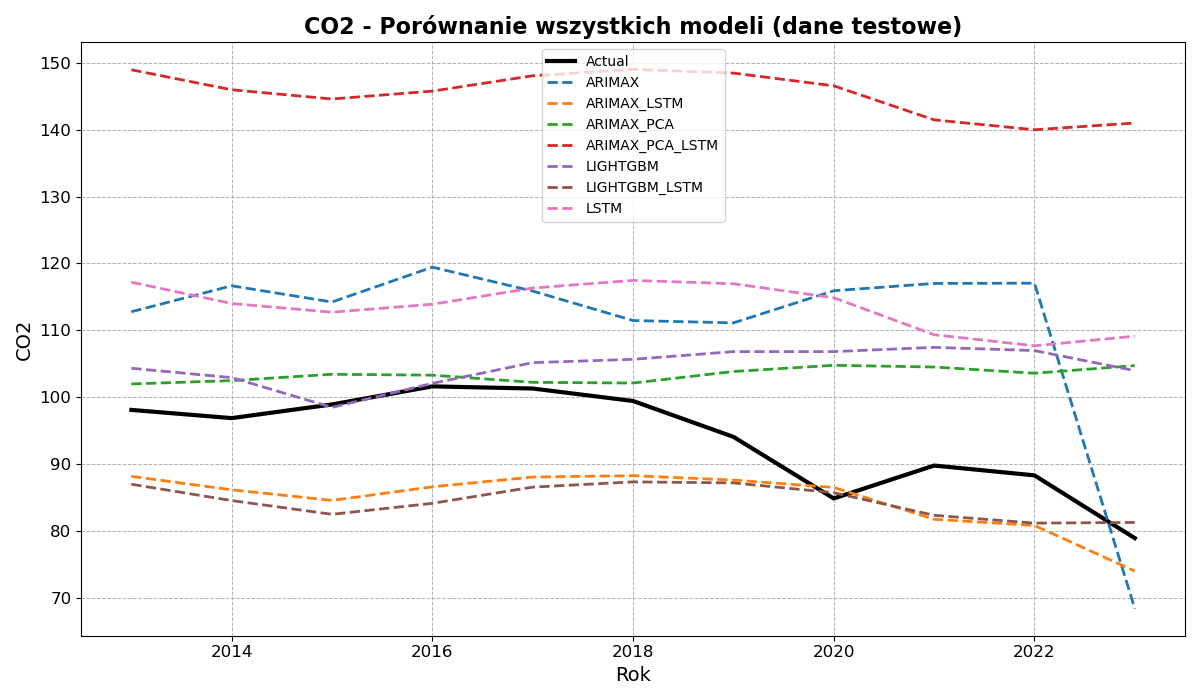 CO2 - Porównanie wszystkich modeli (dane testowe)
150
140
130
120
110
100
90
80
70
CO2
Actual
ARIMAX
ARIMAX_LSTM
ARIMAX_PCA
ARIMAX_PCA_LSTM
LIGHTGBM
LIGHTGBM_LSTM
LSTM
2014 2016 2018 2020 2022
Rok